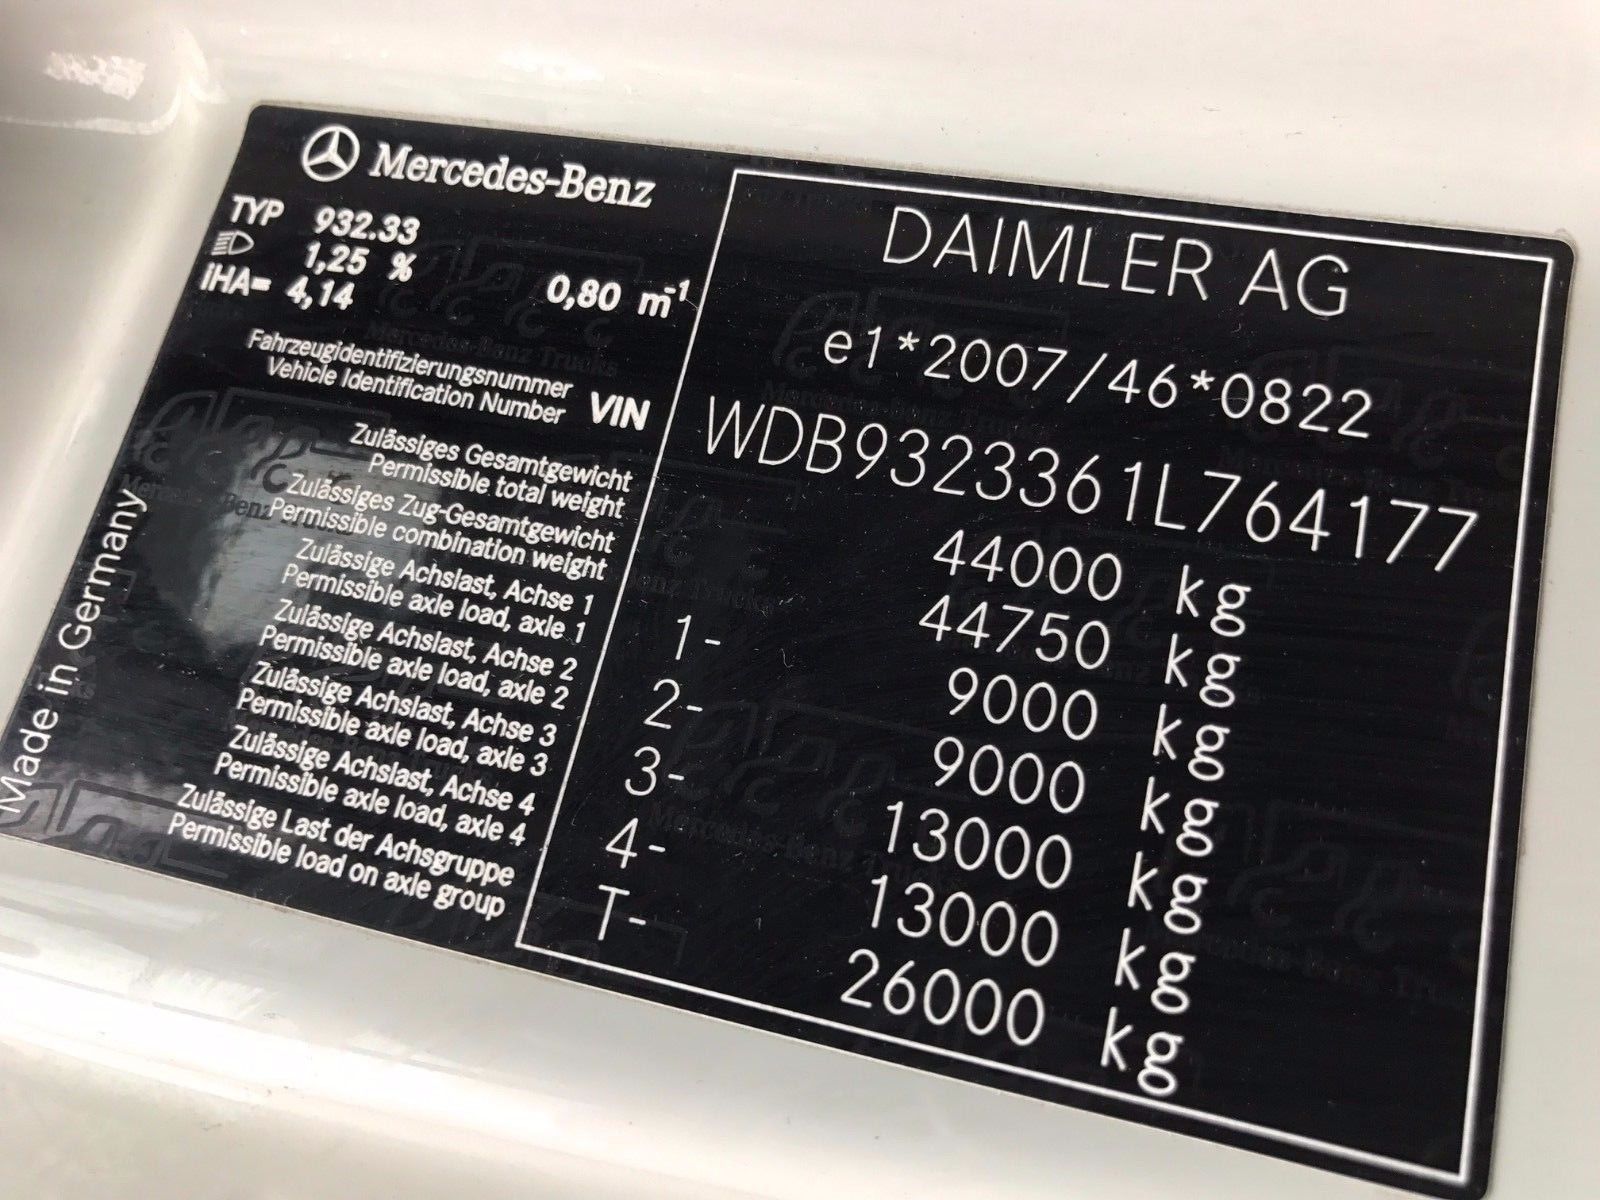 Mercedes-Benz
TYP 932.33
1,25 %
iHA= 4,14 0,80 m-1
Fahrzeugidentifizierungsnummer
Vehicle Identification Number VIN
Zulässiges Gesamtgewicht
Permissible total weight
Zulässiges Zug-Gesamtgewicht
Permissible combination weight
Zulässige Achslast, Achse 1
Permissible axle load, axle 1
Zulässige Achslast, Achse 2
Permissible axle load, axle 2
Zulässige Achslast, Achse 3
Permissible axle load, axle 3
Zulässige Achslast, Achse 4
Permissible axle load, axle 4
Zulässige Last der Achsgruppe
Permissible load on axle group
Made in Germany
DAIMLER AG
e1*2007/46*0822
WDB9323361L764177
44000 kg
44750 kg
1- 9000 kg
2- 9000 kg
3- 13000 kg
4- 13000 kg
T- 26000 kg
Mercedes-Benz Trucks